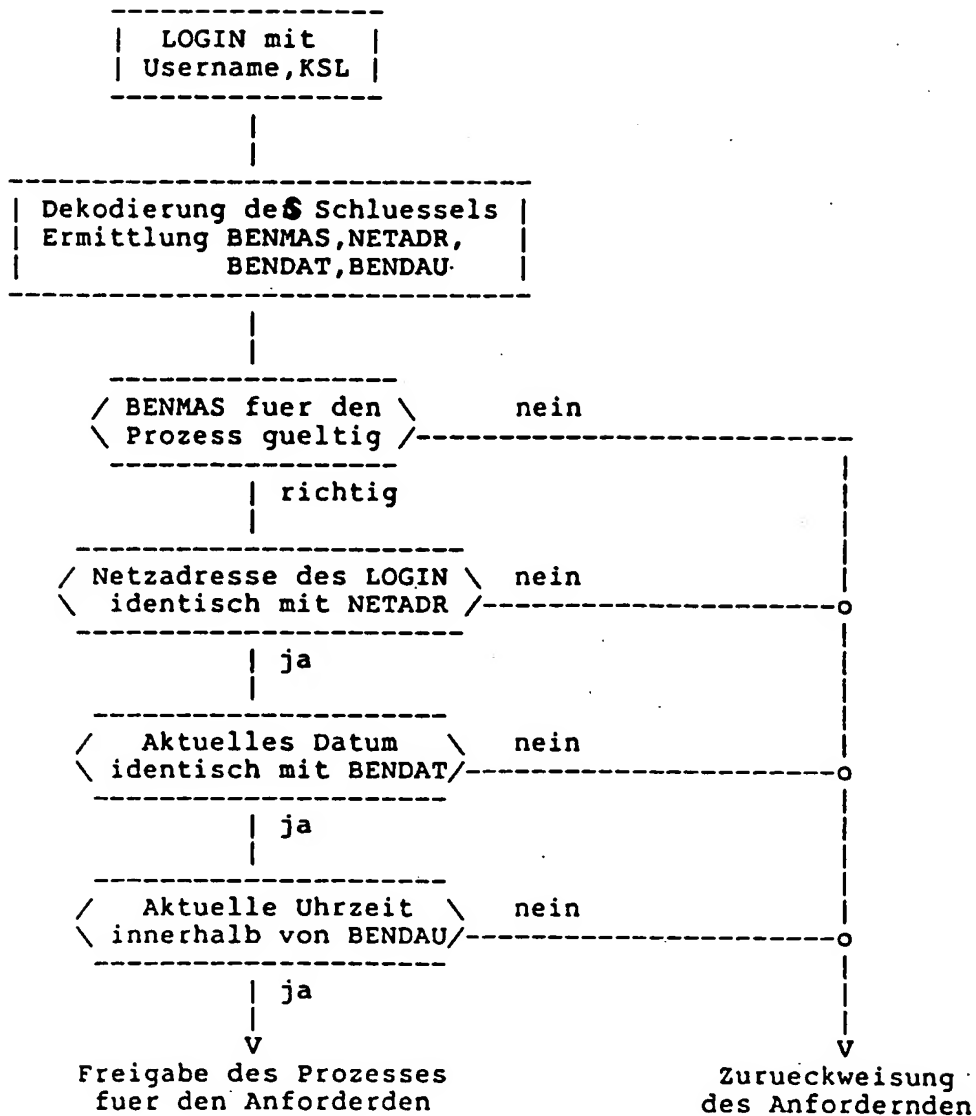 LOGIN mit
Username,KSL
Dekodierung des Schluessels
Ermittlung BENMAS,NETADR,
BENDAT,BENDAU
BENMAS fuer den
Prozess gueltig
nein
richtig
Netzadresse des LOGIN
identisch mit NETADR
nein
ja
Aktuelles Datum
identisch mit BENDAT
nein
ja
Aktuelle Uhrzeit
innerhalb von BENDAU
nein
ja
Freigabe des Prozesses
fuer den Anforderden
Zurueckweisung
des Anfordernden